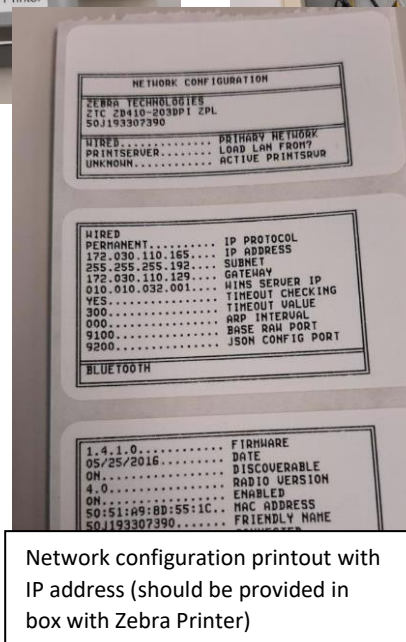 Printer
NETWORK CONFIGURATION
ZEBRA TECHNOLOGIES
ZTC ZD410-203DPI ZPL
50J193307390
WIRED............. PRIMARY NETWORK
PRINTSERVER....... LOAD LAN FROM?
UNKNOWN........... ACTIVE PRINTSRVR
WIRED
PERMANENT......... IP PROTOCOL
172.030.110.165... IP ADDRESS
255.255.255.192... SUBNET
172.030.110.129... GATEWAY
010.010.032.001... WINS SERVER IP
YES............... TIMEOUT CHECKING
300............... TIMEOUT VALUE
000............... ARP INTERVAL
9100.............. BASE RAW PORT
9200.............. JSON CONFIG PORT
BLUETOOTH
1.4.1.0........... FIRMWARE
05/25/2016........ DATE
ON................ DISCOVERABLE
4.0............... RADIO VERSION
ON................ ENABLED
50:51:A9:BD:55:1C.. MAC ADDRESS
50J193307390...... FRIENDLY NAME
Network configuration printout with
IP address (should be provided in
box with Zebra Printer)